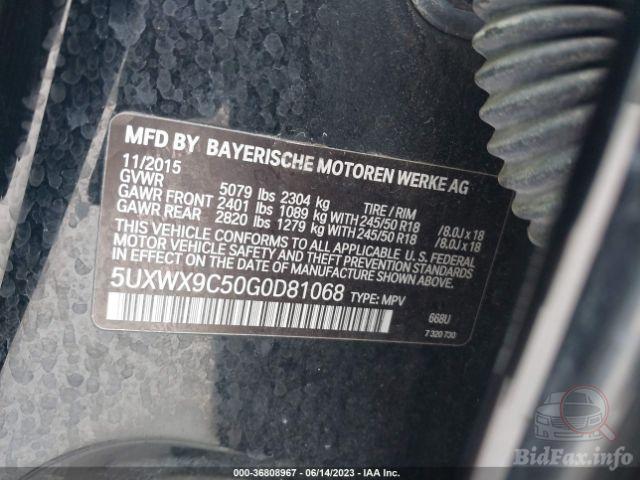 MFD BY BAYERISCHE MOTOREN WERKE AG
11/2015
GVWR 5079 lbs 2304 kg TIRE / RIM
GAWR FRONT 2401 lbs 1089 kg WITH 245/50 R18 /8.0J x 18
GAWR REAR 2820 lbs 1279 kg WITH 245/50 R18 /8.0J x 18
THIS VEHICLE CONFORMS TO ALL APPLICABLE U.S. FEDERAL
MOTOR VEHICLE SAFETY, BUMPER, AND THEFT PREVENTION
STANDARDS IN EFFECT ON THE DATE OF MANUFACTURE SHOWN ABOVE.
5UXWX9C50G0D81068 TYPE: MPV
668U
7 320 730
BidFax.info
000-36808967 - 06/14/2023 - IAA Inc.